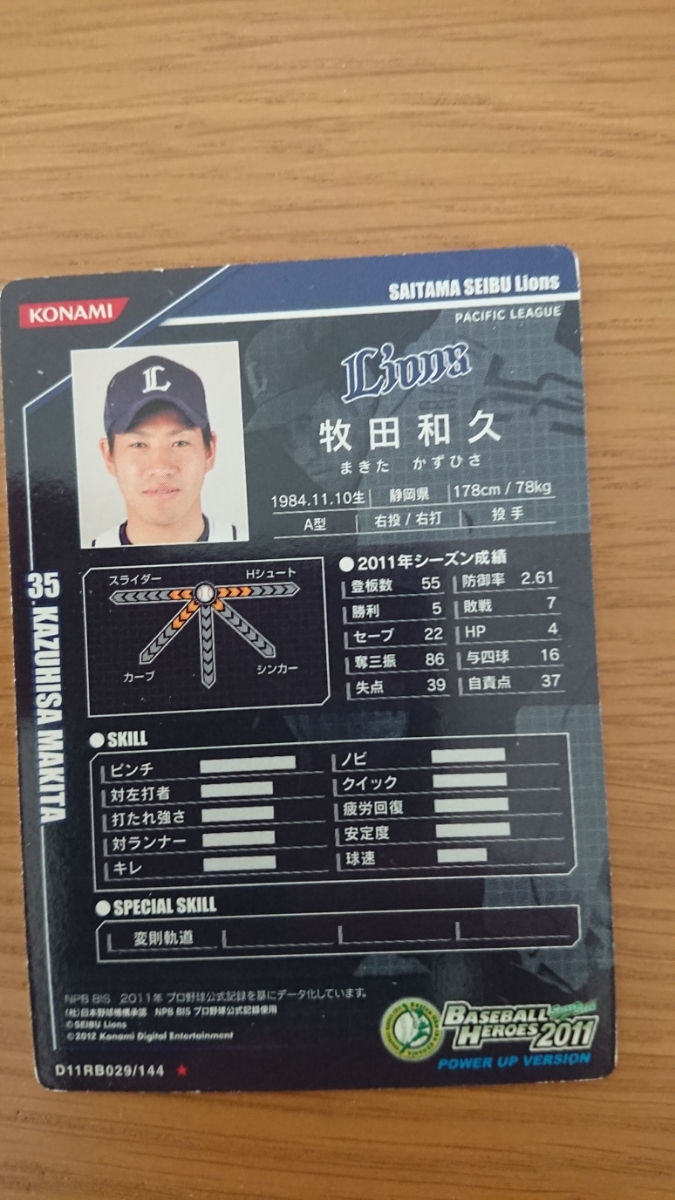 SAITAMA SEIBU Lions
KONAMI
PACIFIC LEAGUE
L
Lions
牧田和久
まきた かずひさ
1984.11.10生 静岡県 178cm / 78kg
A型 右投 / 右打 投手
35 KAZUHISA MAKITA
スライダー Hシュート
カーブ シンカー
●2011年シーズン成績
登板数 55 防御率 2.61
勝利 5 敗戦 7
セーブ 22 HP 4
奪三振 86 与四球 16
失点 39 自責点 37
●SKILL
ピンチ ノビ
対左打者 クイック
打たれ強さ 疲労回復
対ランナー 安定度
キレ 球速
●SPECIAL SKILL
変則軌道
NPB BIS 2011年 プロ野球公式記録を基にデータ化しています。
(社)日本野球機構承認 NPB BIS プロ野球公式記録使用
©SEIBU Lions
©2012 Konami Digital Entertainment
BASEBALL
HEROES 2011
POWER UP VERSION
D11RB029/144 ★